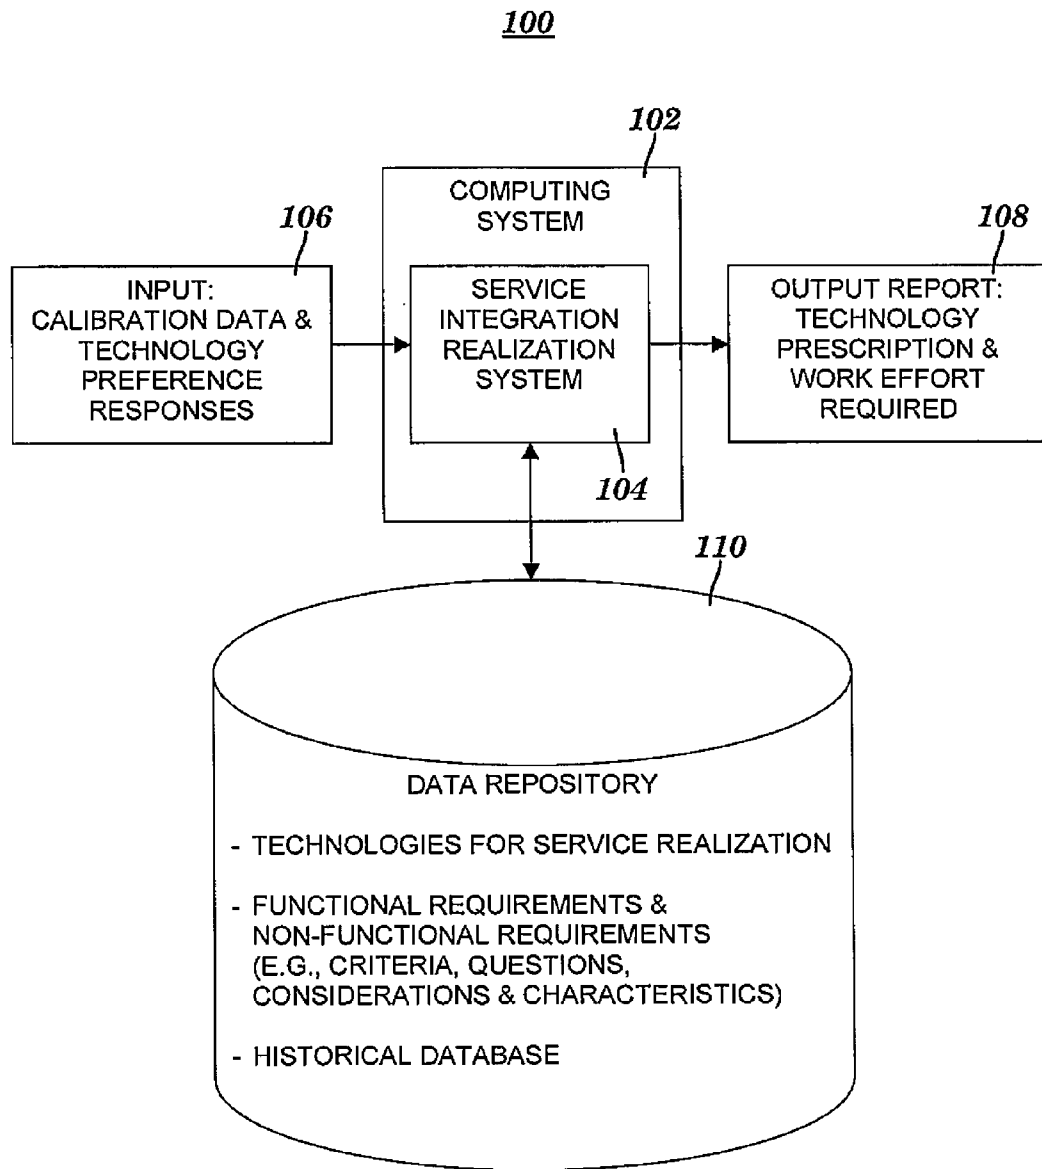 100
102
COMPUTING
SYSTEM
106
INPUT:
CALIBRATION DATA &
TECHNOLOGY
PREFERENCE
RESPONSES
SERVICE
INTEGRATION
REALIZATION
SYSTEM
104
108
OUTPUT REPORT:
TECHNOLOGY
PRESCRIPTION &
WORK EFFORT
REQUIRED
110
DATA REPOSITORY
- TECHNOLOGIES FOR SERVICE REALIZATION
- FUNCTIONAL REQUIREMENTS &
NON-FUNCTIONAL REQUIREMENTS
(E.G., CRITERIA, QUESTIONS,
CONSIDERATIONS & CHARACTERISTICS)
- HISTORICAL DATABASE